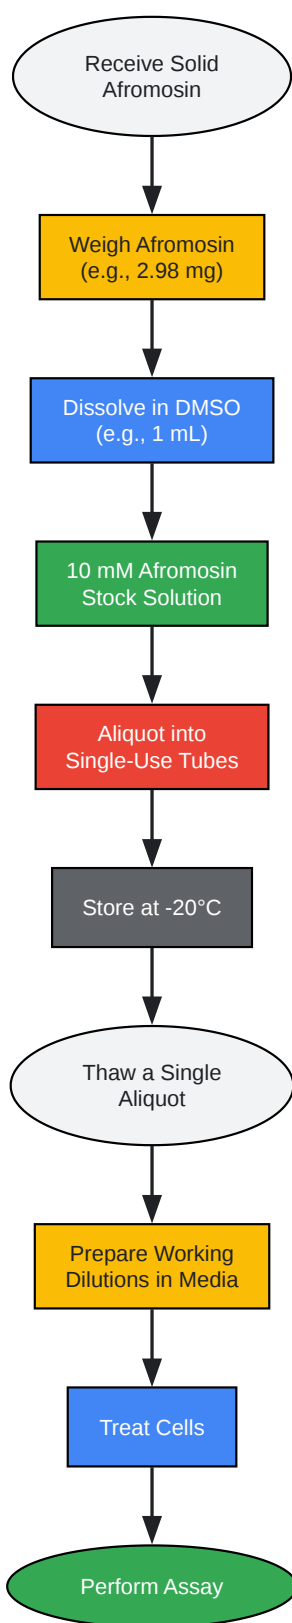 Receive Solid
Afromosin
Weigh Afromosin
(e.g., 2.98 mg)
Dissolve in DMSO
(e.g., 1 mL)
10 mM Afromosin
Stock Solution
Aliquot into
Single-Use Tubes
Store at -20°C
Thaw a Single
Aliquot
Prepare Working
Dilutions in Media
Treat Cells
Perform Assay